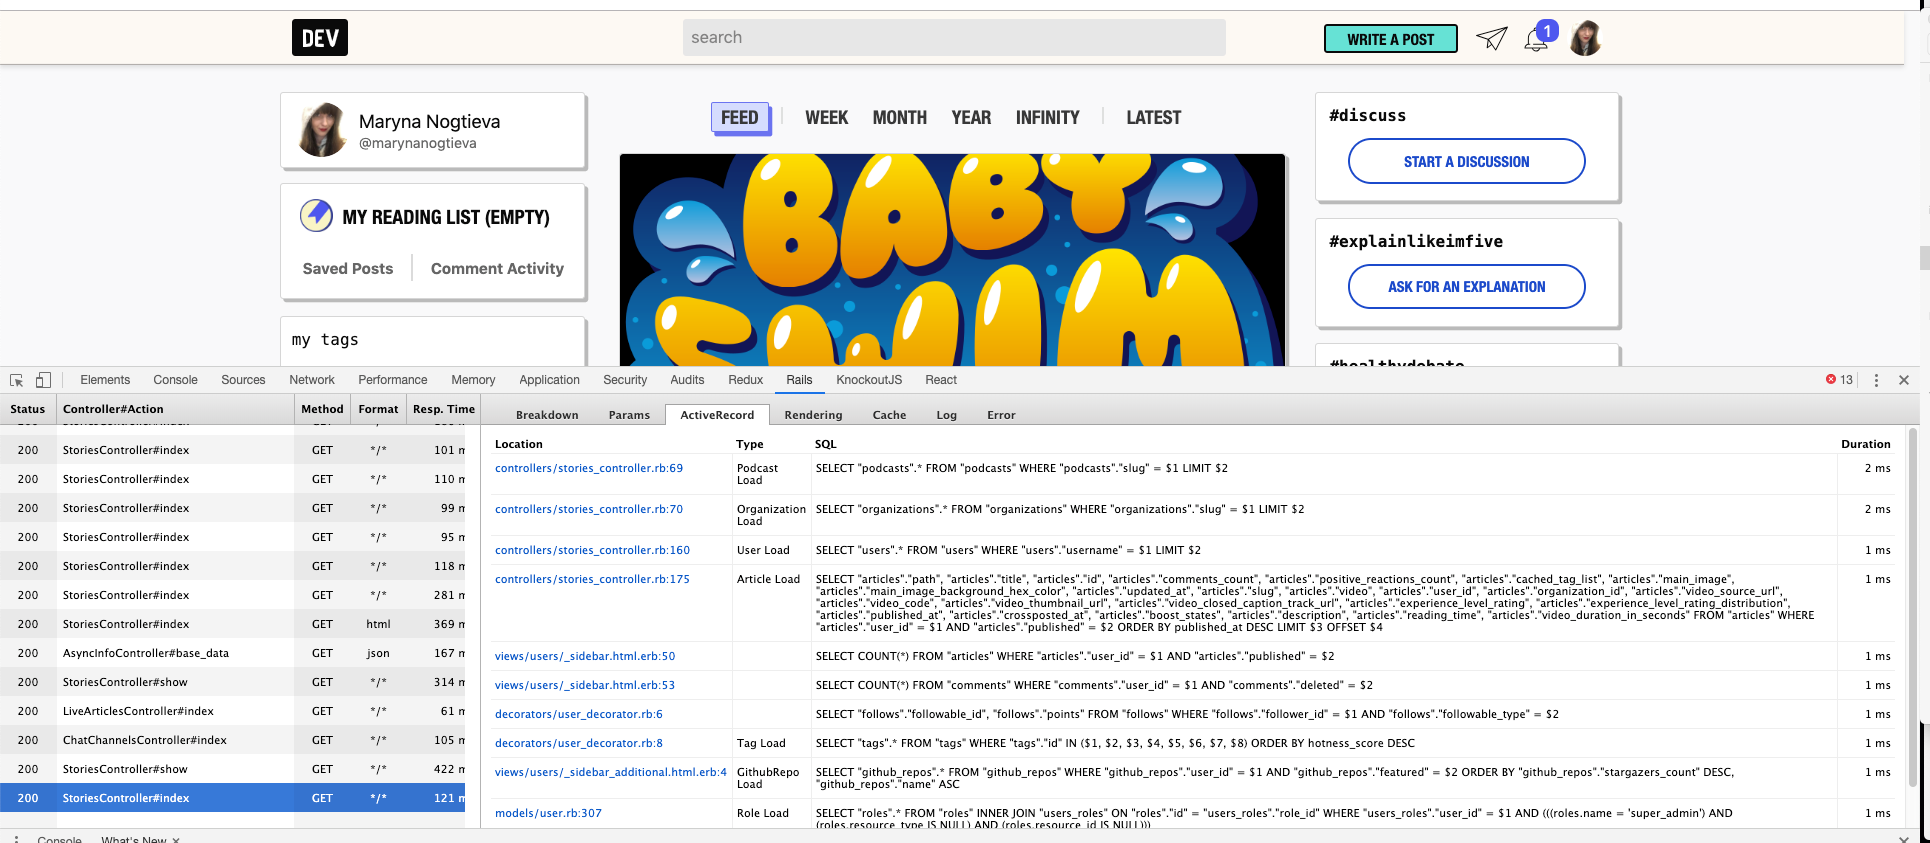 DEV
search
WRITE A POST
1
Maryna Nogtieva
@marynanogtieva
MY READING LIST (EMPTY)
Saved Posts
Comment Activity
my tags
FEED
WEEK
MONTH
YEAR
INFINITY
LATEST
BABY
SWIM
#discuss
START A DISCUSSION
#explainlikeimfive
ASK FOR AN EXPLANATION
#healthydebate
Elements Console Sources Network Performance Memory Application Security Audits Redux Rails KnockoutJS React 13
Status Controller#Action Method Format Resp. Time
200 StoriesController#index GET */* 101 m
200 StoriesController#index GET */* 110 m
200 StoriesController#index GET */* 99 m
200 StoriesController#index GET */* 95 m
200 StoriesController#index GET */* 118 m
200 StoriesController#index GET */* 281 m
200 StoriesController#index GET html 369 m
200 AsyncInfoController#base_data GET json 167 m
200 StoriesController#show GET */* 314 m
200 LiveArticlesController#index GET */* 61 m
200 ChatChannelsController#index GET */* 105 m
200 StoriesController#show GET */* 422 m
200 StoriesController#index GET */* 121 m
Breakdown Params ActiveRecord Rendering Cache Log Error
Location Type SQL Duration
controllers/stories_controller.rb:69 Podcast Load SELECT "podcasts".* FROM "podcasts" WHERE "podcasts"."slug" = $1 LIMIT $2 2 ms
controllers/stories_controller.rb:70 Organization Load SELECT "organizations".* FROM "organizations" WHERE "organizations"."slug" = $1 LIMIT $2 2 ms
controllers/stories_controller.rb:160 User Load SELECT "users".* FROM "users" WHERE "users"."username" = $1 LIMIT $2 1 ms
controllers/stories_controller.rb:175 Article Load SELECT "articles"."path", "articles"."title", "articles"."id", "articles"."comments_count", "articles"."positive_reactions_count", "articles"."cached_tag_list", "articles"."main_image", 1 ms
"articles"."main_image_background_hex_color", "articles"."updated_at", "articles"."slug", "articles"."video", "articles"."user_id", "articles"."organization_id", "articles"."video_source_url",
"articles"."video_code", "articles"."video_thumbnail_url", "articles"."video_closed_caption_track_url", "articles"."experience_level_rating", "articles"."experience_level_rating_distribution",
"articles"."published_at", "articles"."crossposted_at", "articles"."boost_states", "articles"."description", "articles"."reading_time", "articles"."video_duration_in_seconds" FROM "articles" WHERE
"articles"."user_id" = $1 AND "articles"."published" = $2 ORDER BY published_at DESC LIMIT $3 OFFSET $4
views/users/_sidebar.html.erb:50 SELECT COUNT(*) FROM "articles" WHERE "articles"."user_id" = $1 AND "articles"."published" = $2 1 ms
views/users/_sidebar.html.erb:53 SELECT COUNT(*) FROM "comments" WHERE "comments"."user_id" = $1 AND "comments"."deleted" = $2 1 ms
decorators/user_decorator.rb:6 SELECT "follows"."followable_id", "follows"."points" FROM "follows" WHERE "follows"."follower_id" = $1 AND "follows"."followable_type" = $2 1 ms
decorators/user_decorator.rb:8 Tag Load SELECT "tags".* FROM "tags" WHERE "tags"."id" IN ($1, $2, $3, $4, $5, $6, $7, $8) ORDER BY hotness_score DESC 1 ms
views/users/_sidebar_additional.html.erb:4 GithubRepo Load SELECT "github_repos".* FROM "github_repos" WHERE "github_repos"."user_id" = $1 AND "github_repos"."featured" = $2 ORDER BY "github_repos"."stargazers_count" DESC, 1 ms
"github_repos"."name" ASC
models/user.rb:307 Role Load SELECT "roles".* FROM "roles" INNER JOIN "users_roles" ON "roles"."id" = "users_roles"."role_id" WHERE "users_roles"."user_id" = $1 AND (((roles.name = 'super_admin') AND 1 ms
(roles.resource_type IS NULL) AND (roles.resource_id IS NULL)))
Console What's New